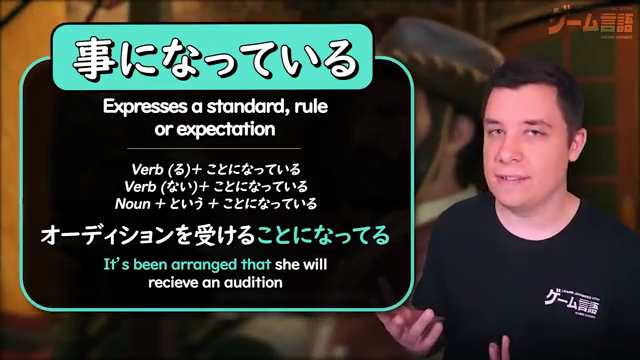 事になっている
ゲーム言語
Expresses a standard, rule
or expectation
Verb (る)+ ことになっている
Verb (ない)+ ことになっている
Noun + という + ことになっている
オーディションを受けることになってる
It's been arranged that she will
recieve an audition
ゲーム言語